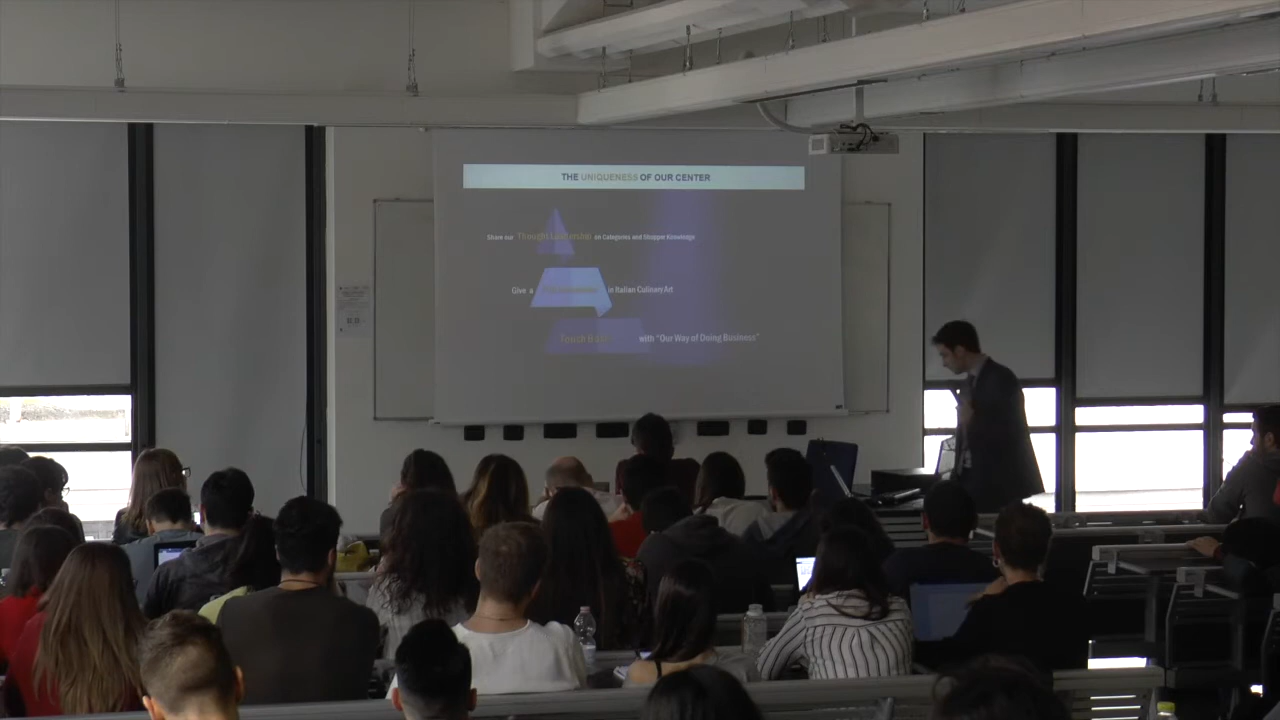 THE UNIQUENESS OF OUR CENTER
Share our Thought Leadership on Categories and Shopper Knowledge
Give a in Italian Culinary Art
Touch with "Our Way of Doing Business"